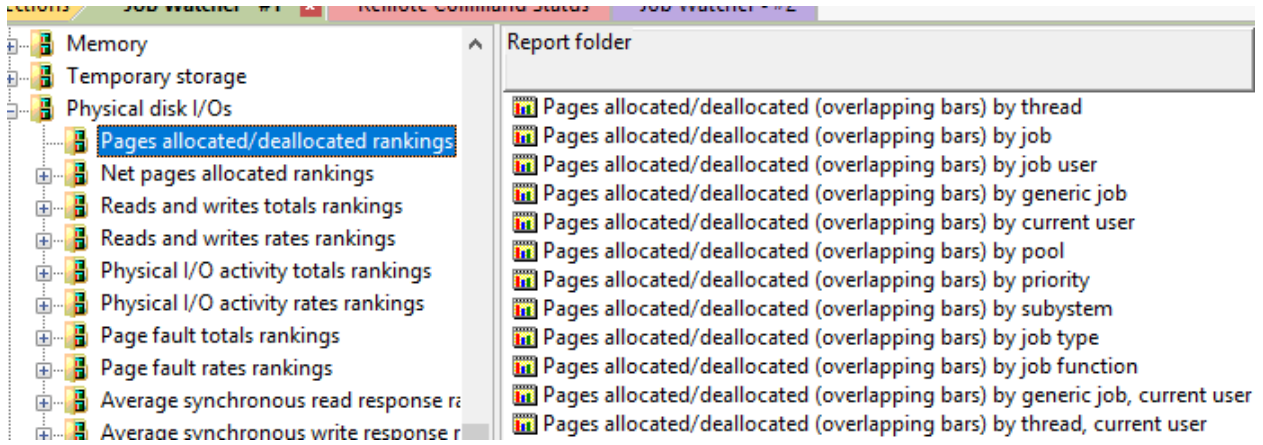 Job Watcher - #1
Remote Command Status
Job Watcher - #2
Memory
Temporary storage
Physical disk I/Os
Pages allocated/deallocated rankings
Net pages allocated rankings
Reads and writes totals rankings
Reads and writes rates rankings
Physical I/O activity totals rankings
Physical I/O activity rates rankings
Page fault totals rankings
Page fault rates rankings
Average synchronous read response ra
Average synchronous write response r
Report folder
Pages allocated/deallocated (overlapping bars) by thread
Pages allocated/deallocated (overlapping bars) by job
Pages allocated/deallocated (overlapping bars) by job user
Pages allocated/deallocated (overlapping bars) by generic job
Pages allocated/deallocated (overlapping bars) by current user
Pages allocated/deallocated (overlapping bars) by pool
Pages allocated/deallocated (overlapping bars) by priority
Pages allocated/deallocated (overlapping bars) by subystem
Pages allocated/deallocated (overlapping bars) by job type
Pages allocated/deallocated (overlapping bars) by job function
Pages allocated/deallocated (overlapping bars) by generic job, current user
Pages allocated/deallocated (overlapping bars) by thread, current user